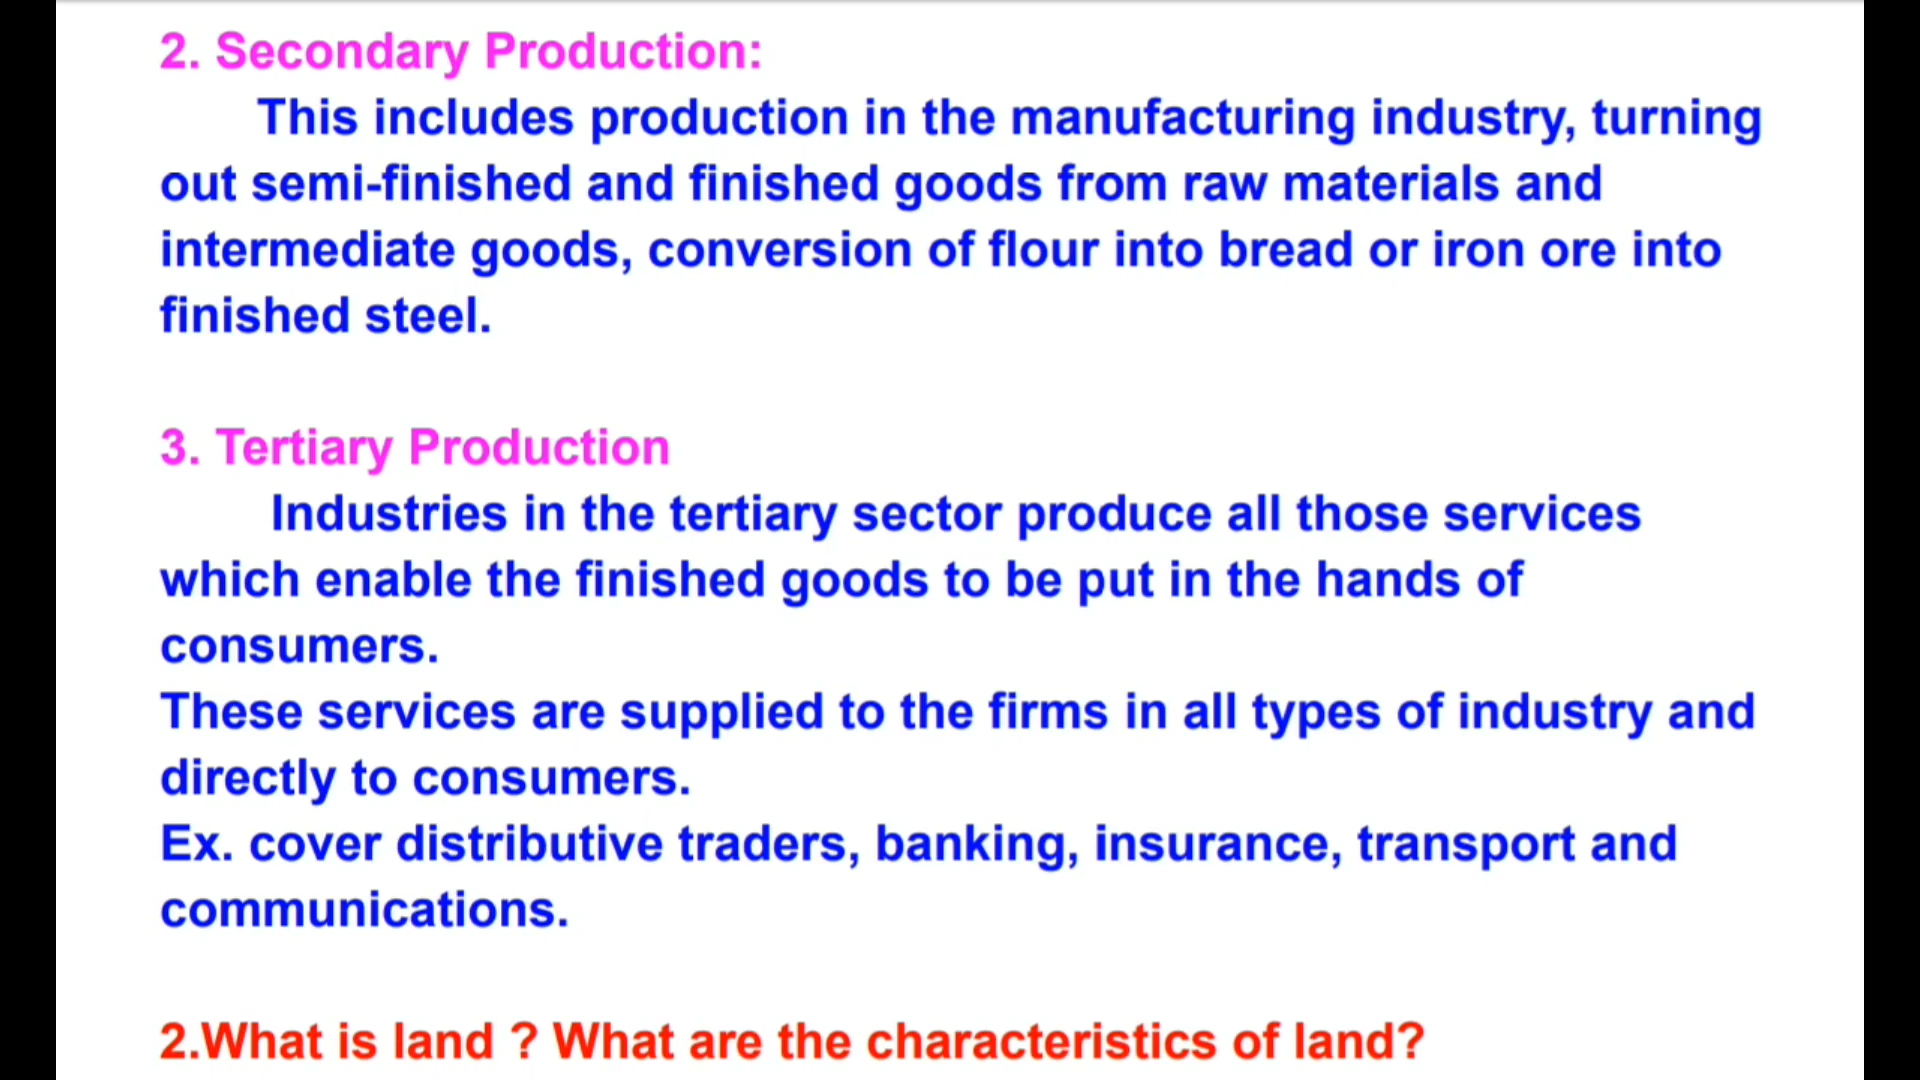 2. Secondary Production:
This includes production in the manufacturing industry, turning
out semi-finished and finished goods from raw materials and
intermediate goods, conversion of flour into bread or iron ore into
finished steel.
3. Tertiary Production
Industries in the tertiary sector produce all those services
which enable the finished goods to be put in the hands of
consumers.
These services are supplied to the firms in all types of industry and
directly to consumers.
Ex. cover distributive traders, banking, insurance, transport and
communications.
2.What is land ? What are the characteristics of land?